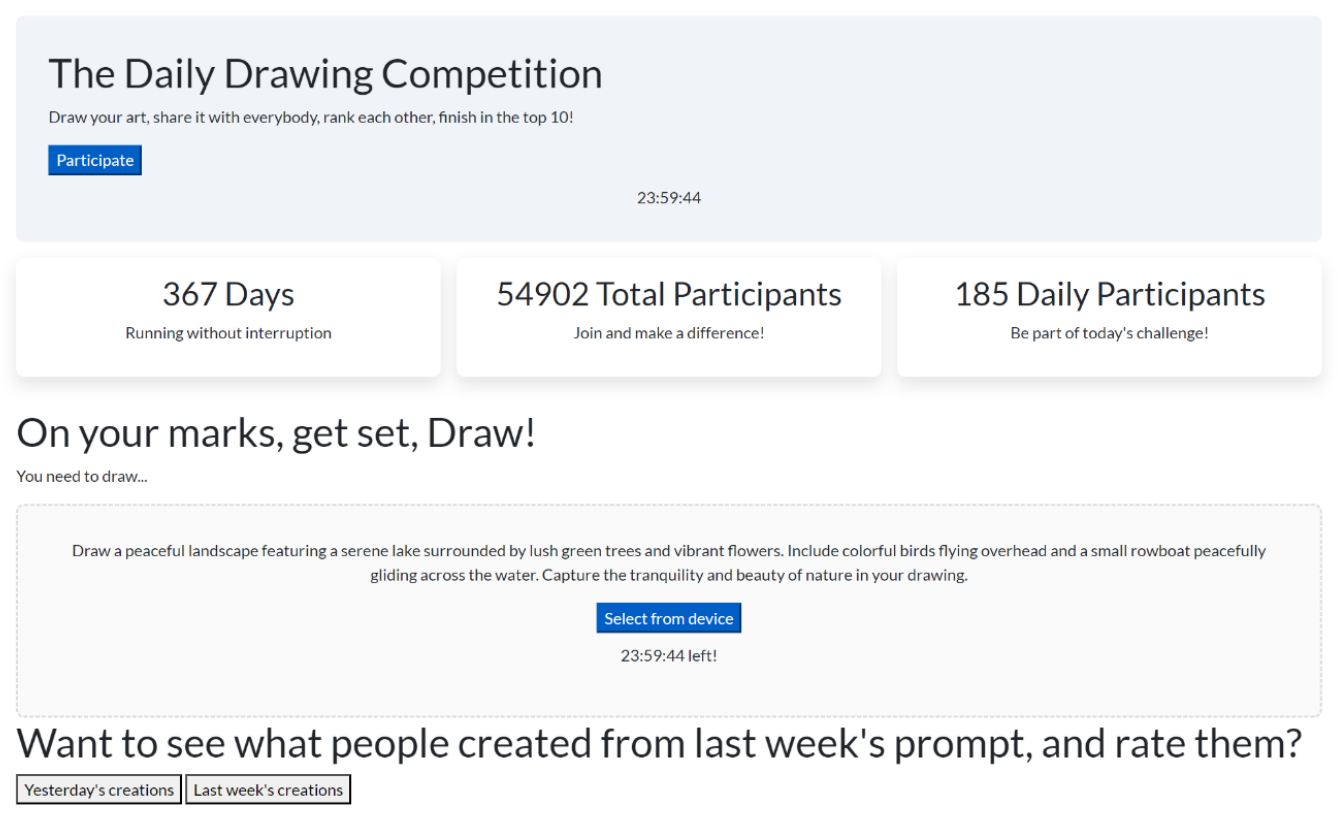 The Daily Drawing Competition
Draw your art, share it with everybody, rank each other, finish in the top 10!
Participate
23:59:44
367 Days
Running without interruption
54902 Total Participants
Join and make a difference!
185 Daily Participants
Be part of today's challenge!
On your marks, get set, Draw!
You need to draw...
Draw a peaceful landscape featuring a serene lake surrounded by lush green trees and vibrant flowers. Include colorful birds flying overhead and a small rowboat peacefully
gliding across the water. Capture the tranquility and beauty of nature in your drawing.
Select from device
23:59:44 left!
Want to see what people created from last week's prompt, and rate them?
Yesterday's creations
Last week's creations